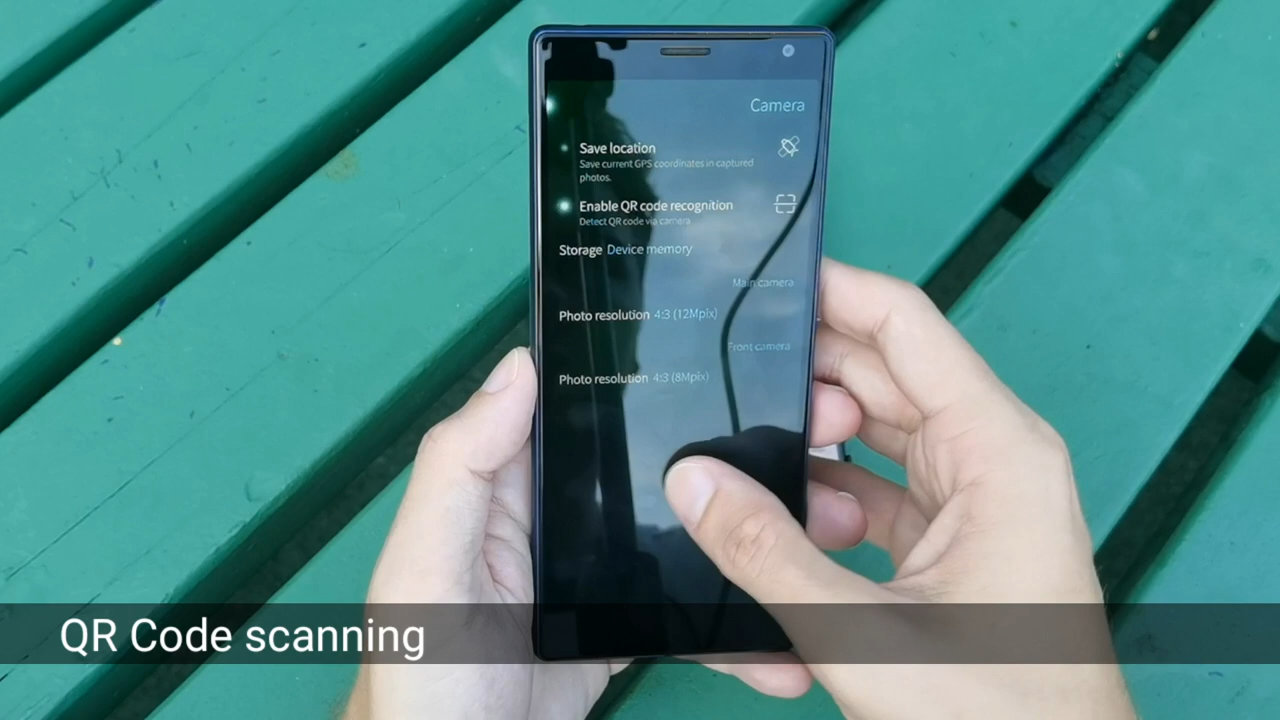 Camera
Save location
Save current GPS coordinates in captured
photos.
Enable QR code recognition
Detect QR code via camera
Storage Device memory
Main camera
Photo resolution 4:3 (12Mpix)
Front camera
Photo resolution 4:3 (8Mpix)
QR Code scanning